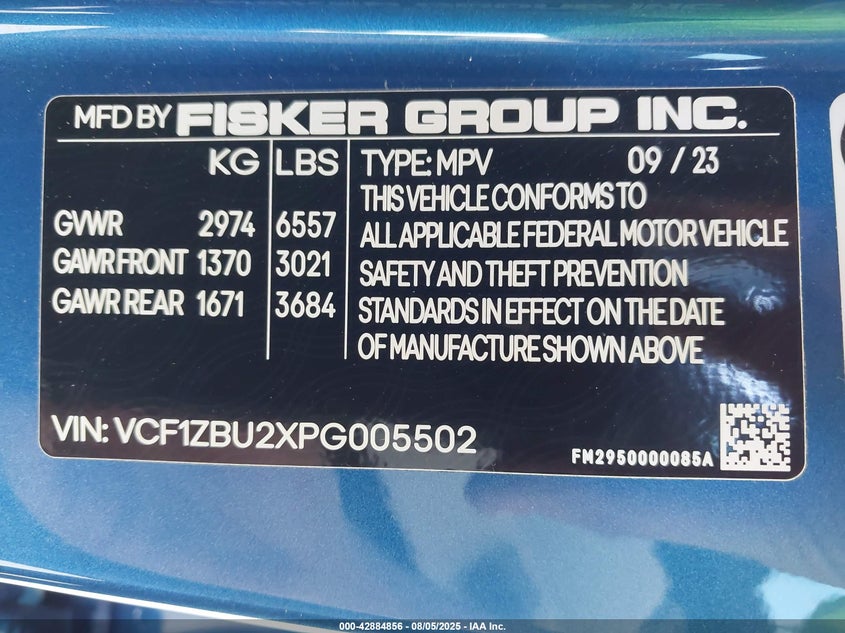 MFD BY FISKER GROUP INC.
KG LBS TYPE: MPV 09 / 23
THIS VEHICLE CONFORMS TO
GVWR 2974 6557 ALL APPLICABLE FEDERAL MOTOR VEHICLE
GAWR FRONT 1370 3021 SAFETY AND THEFT PREVENTION
GAWR REAR 1671 3684 STANDARDS IN EFFECT ON THE DATE
OF MANUFACTURE SHOWN ABOVE
VIN: VCF1ZBU2XPG005502
FM2950000085A
000-42884856 - 08/05/2025 - IAA Inc.